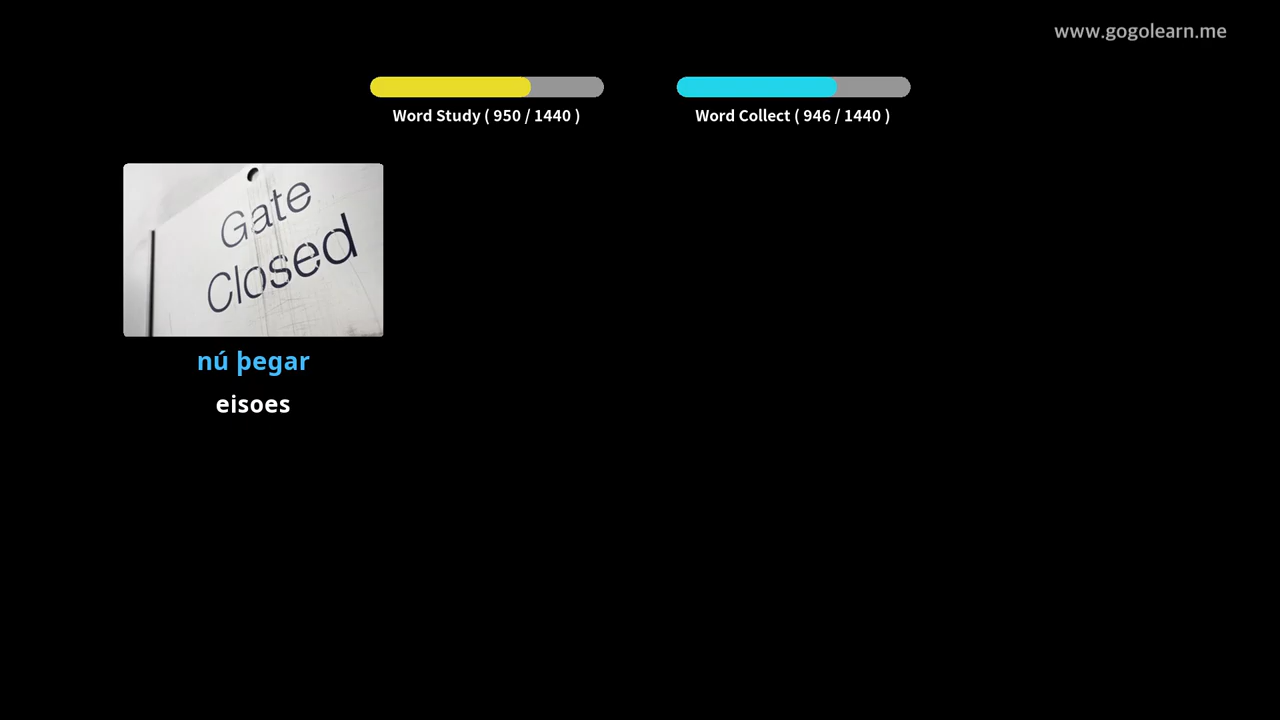 www.gogolearn.me
Word Study ( 950 / 1440 )
Word Collect ( 946 / 1440 )
Gate
Closed
nú þegar
eisoes